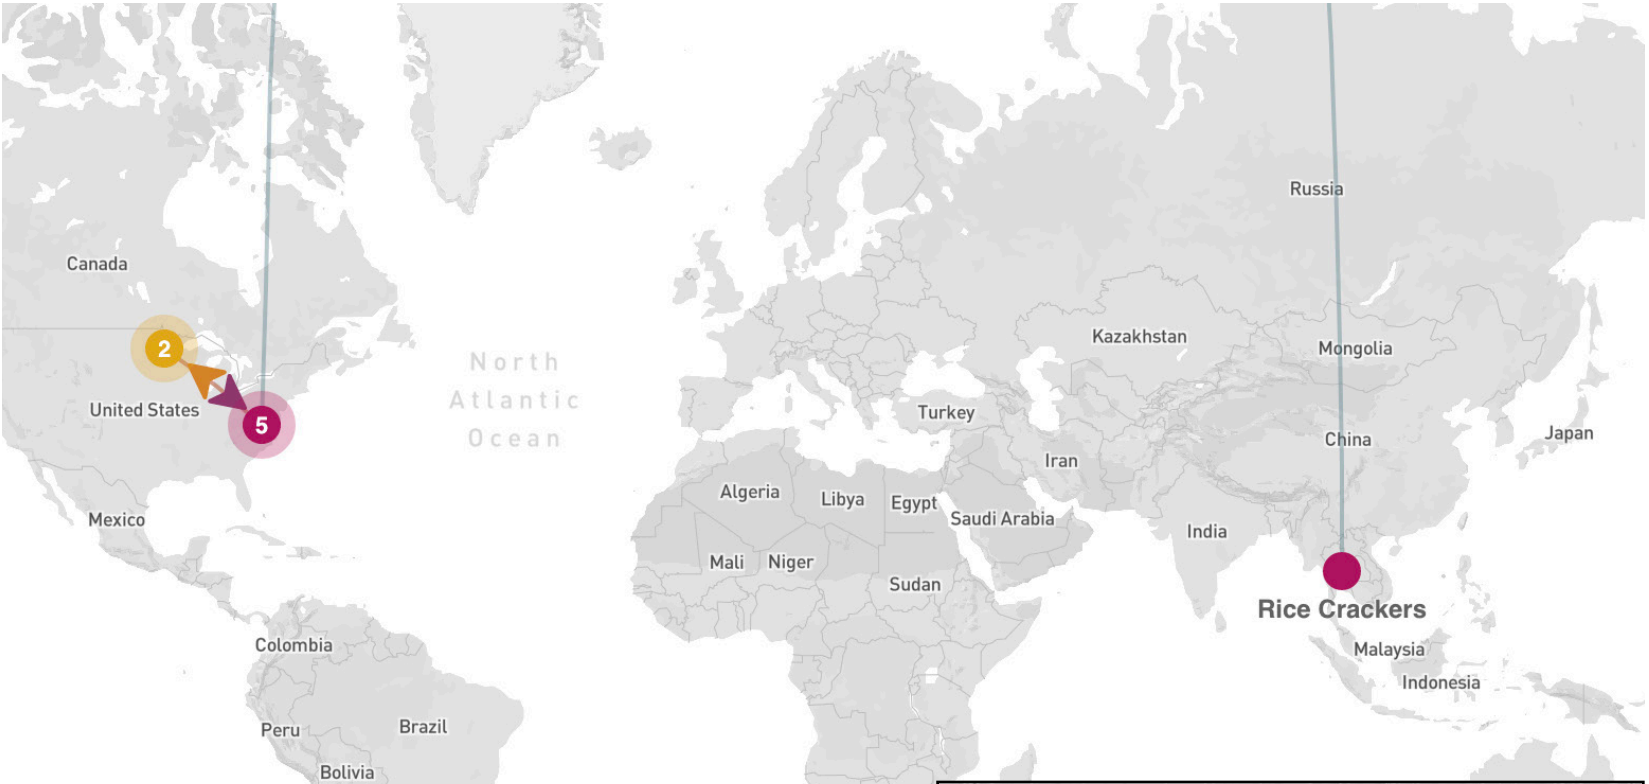 Russia
Canada
Kazakhstan
Mongolia
2
North
Atlantic
Ocean
United States
5
Turkey
China
Japan
Iran
Algeria
Libya
Egypt
Saudi Arabia
Mexico
India
Mali
Niger
Sudan
Rice Crackers
Colombia
Malaysia
Indonesia
Peru
Brazil
Bolivia